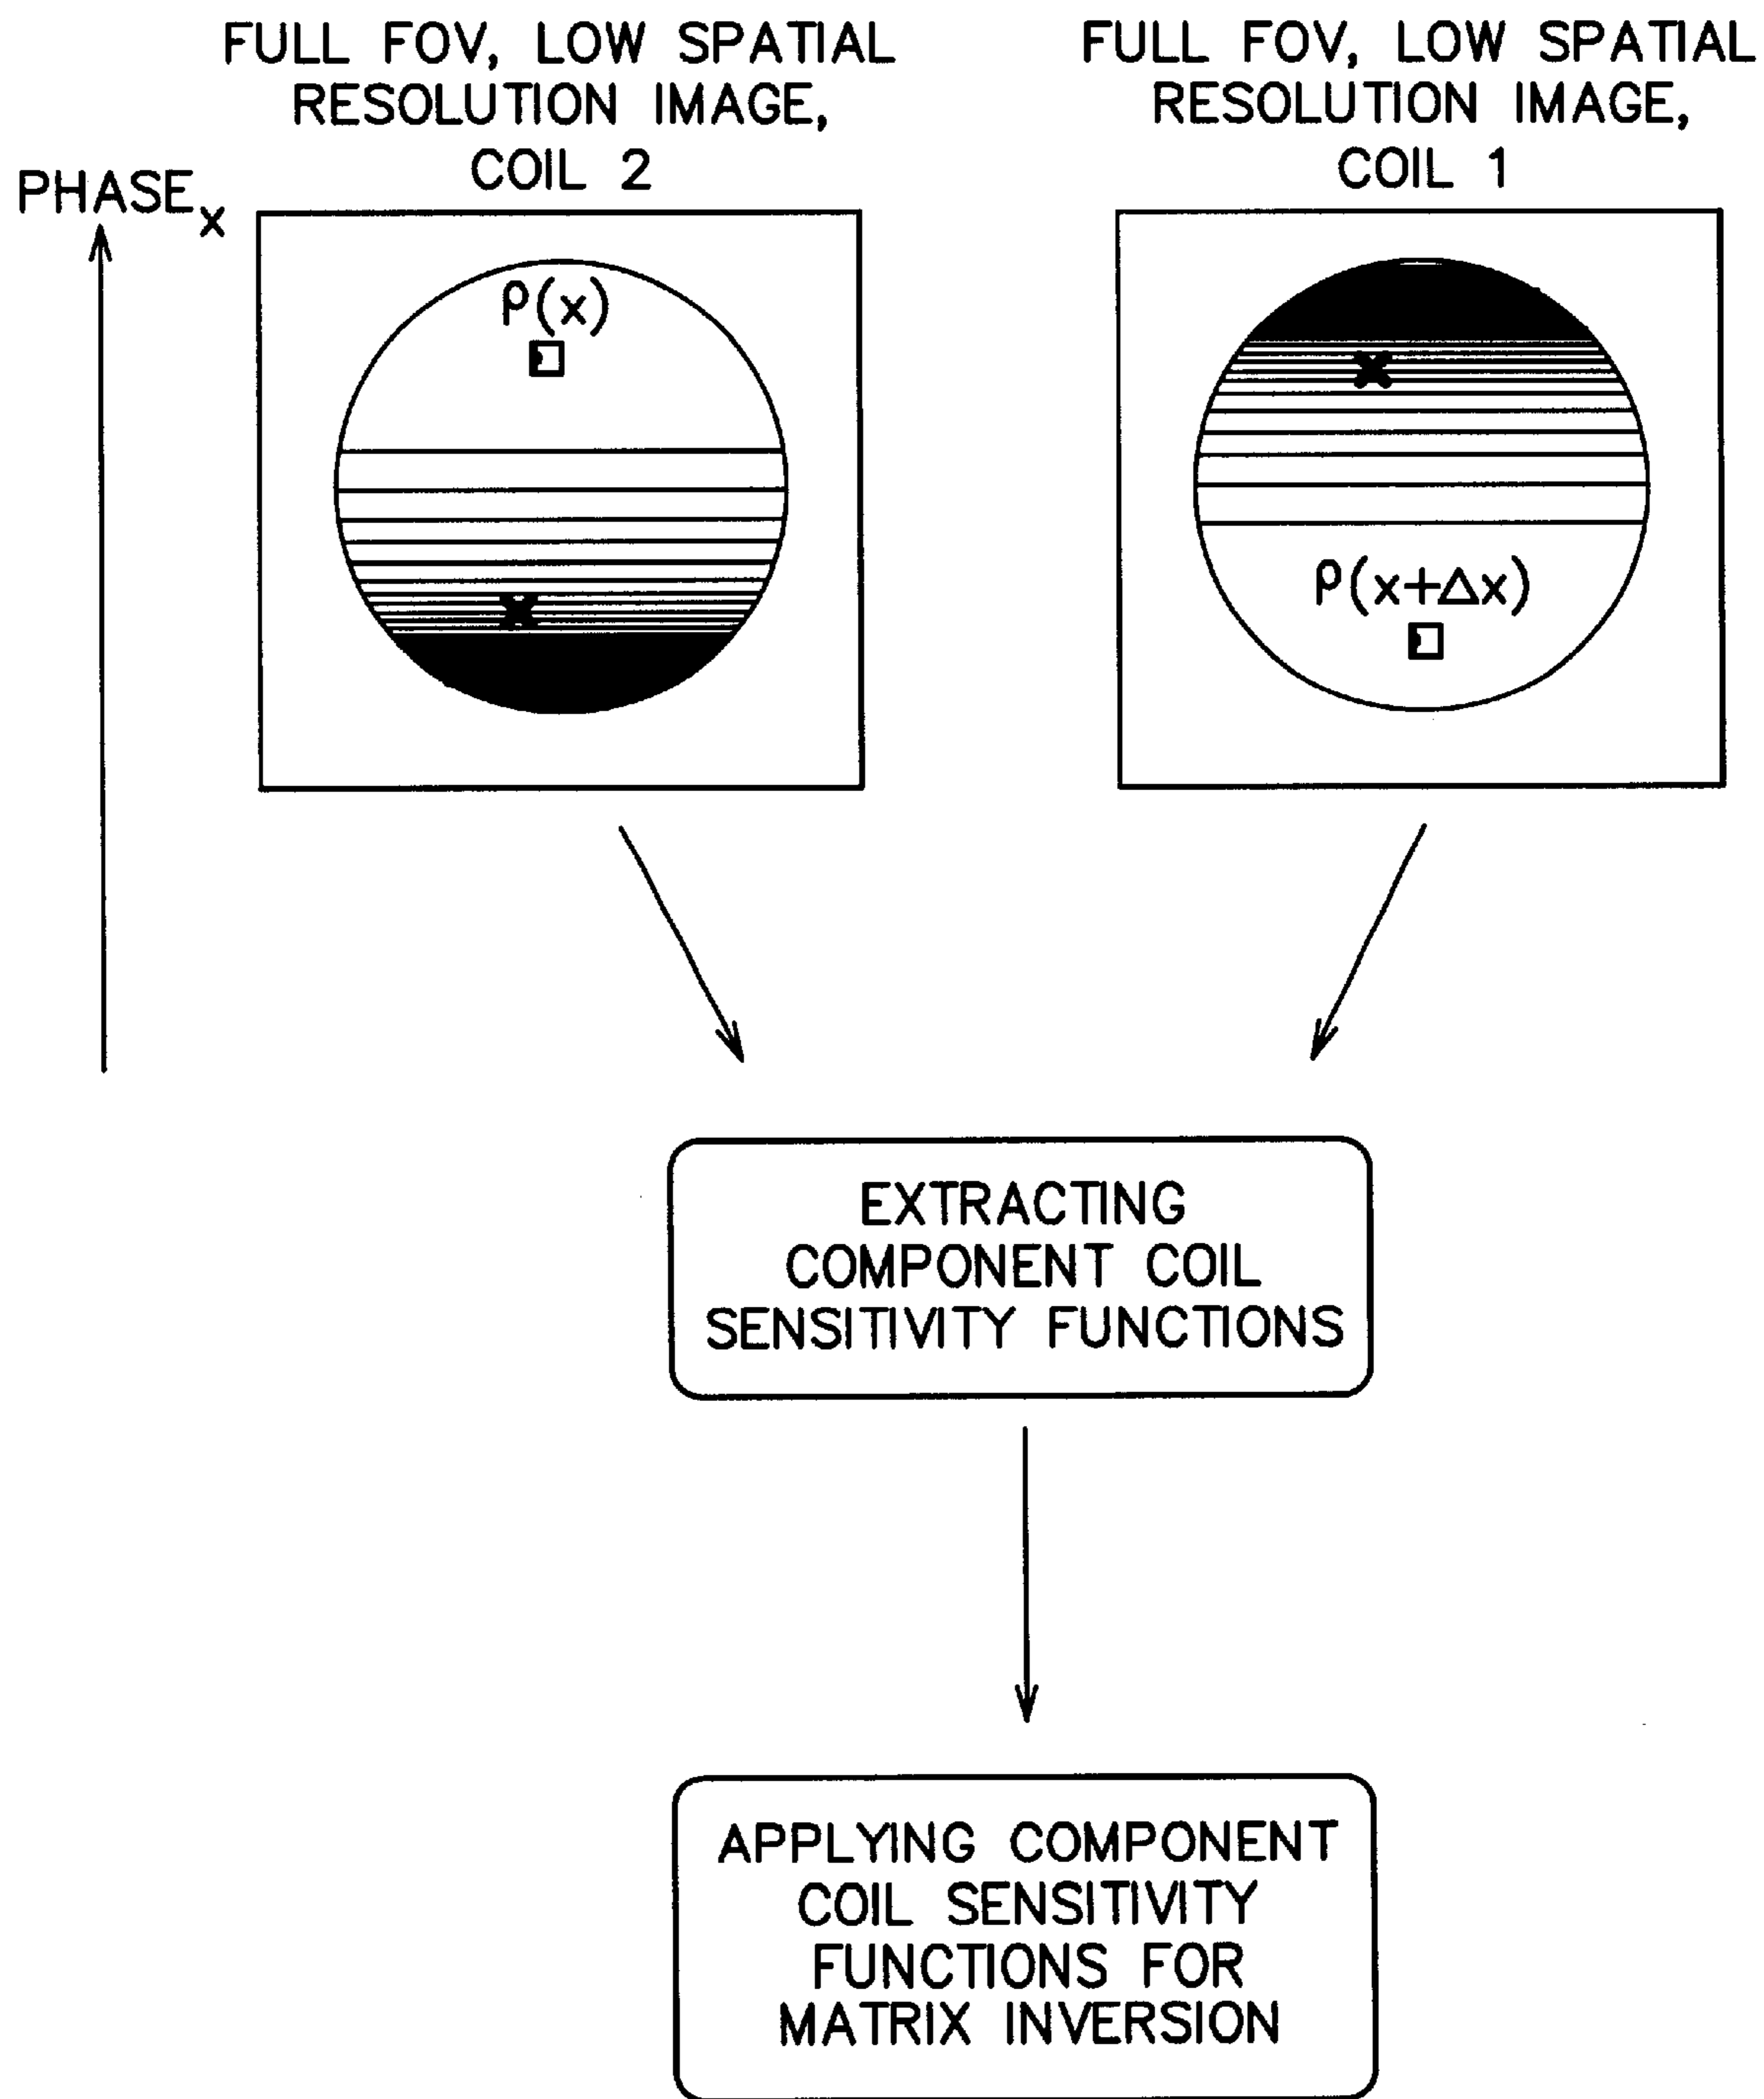 FULL FOV, LOW SPATIAL
RESOLUTION IMAGE,
COIL 2
FULL FOV, LOW SPATIAL
RESOLUTION IMAGE,
COIL 1
PHASEₓ
ρ(x)
ρ(x+Δx)
EXTRACTING
COMPONENT COIL
SENSITIVITY FUNCTIONS
APPLYING COMPONENT
COIL SENSITIVITY
FUNCTIONS FOR
MATRIX INVERSION